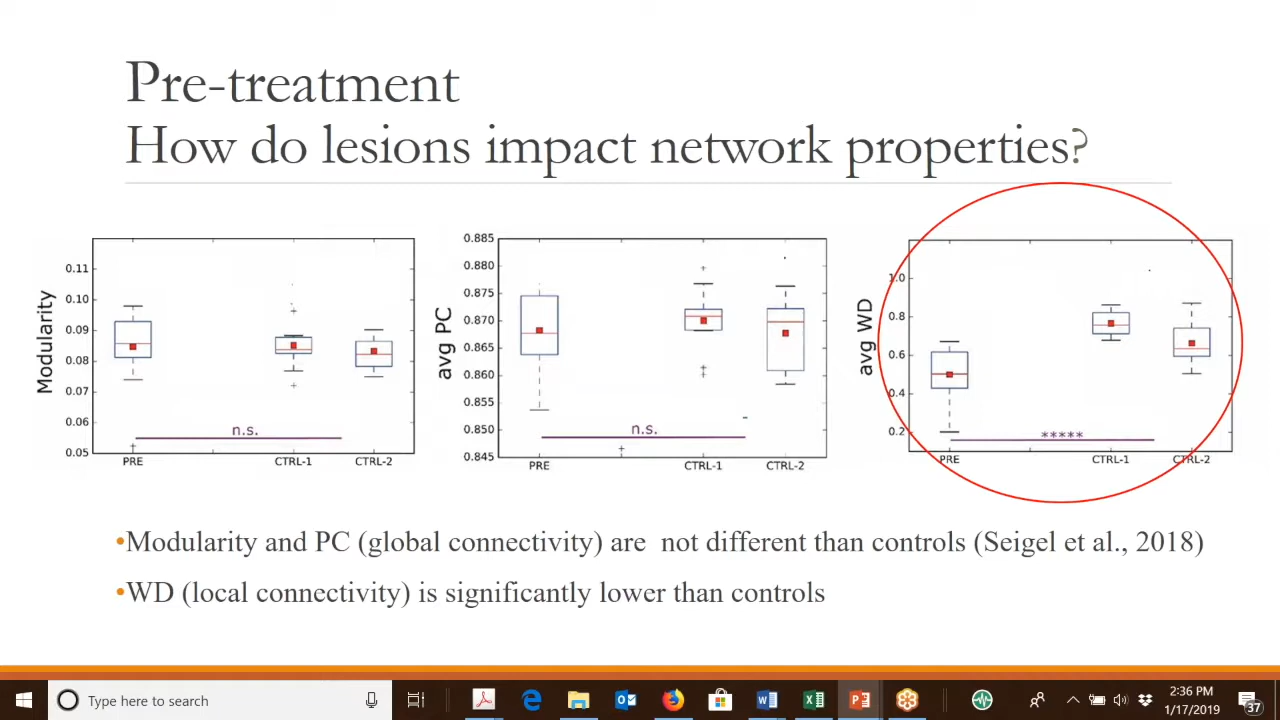 Pre-treatment
How do lesions impact network properties?
Modularity
0.11
0.10
0.09
0.08
0.07
0.06
0.05
n.s.
PRE
CTRL-1
CTRL-2
avg PC
0.885
0.880
0.875
0.870
0.865
0.860
0.855
0.850
0.845
n.s.
PRE
CTRL-1
CTRL-2
avg WD
1.0
0.8
0.6
0.4
0.2
*****
PRE
CTRL-1
CTRL-2
•Modularity and PC (global connectivity) are not different than controls (Seigel et al., 2018)
•WD (local connectivity) is significantly lower than controls
Type here to search
2:36 PM
1/17/2019
37